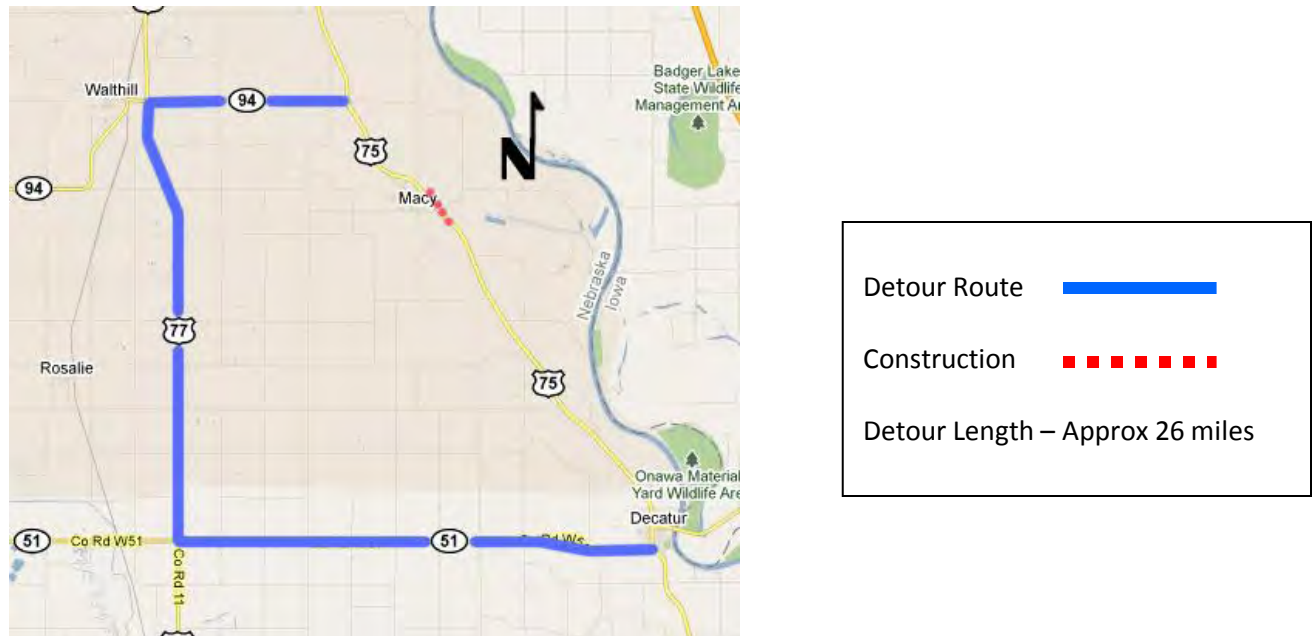 Badger Lake
State Wildlife
Management Ar
Walthill
94
N
75
94
Macy
Nebraska
Iowa
77
Rosalie
75
Onawa Material
Yard Wildlife Are
Decatur
51
Co Rd W51
51
Co Rd W
Co Rd 11
Detour Route
Construction
Detour Length – Approx 26 miles